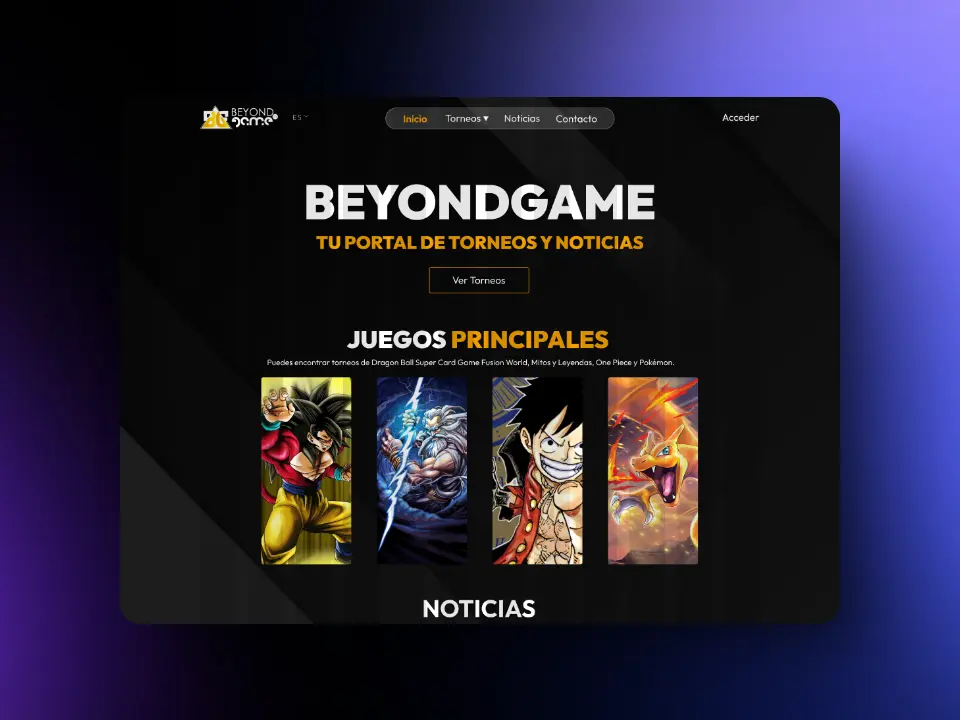 BEYOND
game
ES
Inicio Torneos ▾ Noticias Contacto
Acceder
BEYONDGAME
TU PORTAL DE TORNEOS Y NOTICIAS
Ver Torneos
JUEGOS PRINCIPALES
Puedes encontrar torneos de Dragon Ball Super Card Game Fusion World, Mitos y Leyendas, One Piece y Pokémon.
NOTICIAS